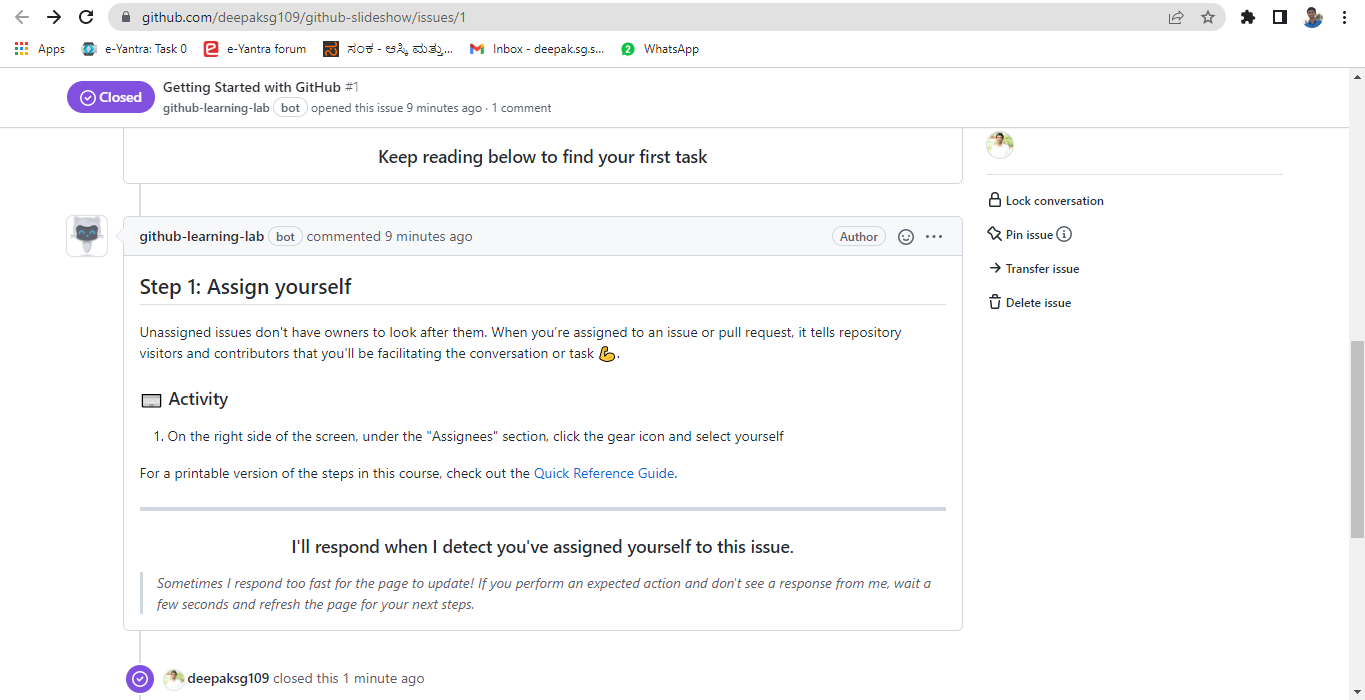 github.com/deepaksg109/github-slideshow/issues/1
Apps e-Yantra: Task 0 e-Yantra forum ಸಂಕ - ಆಸ್ಕಿ ಮತ್ತು... Inbox - deepak.sg.s... 2 WhatsApp
Closed Getting Started with GitHub #1
github-learning-lab bot opened this issue 9 minutes ago · 1 comment
Keep reading below to find your first task
Lock conversation
Pin issue
Transfer issue
Delete issue
github-learning-lab bot commented 9 minutes ago Author
Step 1: Assign yourself
Unassigned issues don't have owners to look after them. When you're assigned to an issue or pull request, it tells repository
visitors and contributors that you'll be facilitating the conversation or task 💪.
Activity
1. On the right side of the screen, under the "Assignees" section, click the gear icon and select yourself
For a printable version of the steps in this course, check out the Quick Reference Guide.
I'll respond when I detect you've assigned yourself to this issue.
Sometimes I respond too fast for the page to update! If you perform an expected action and don't see a response from me, wait a
few seconds and refresh the page for your next steps.
deepaksg109 closed this 1 minute ago